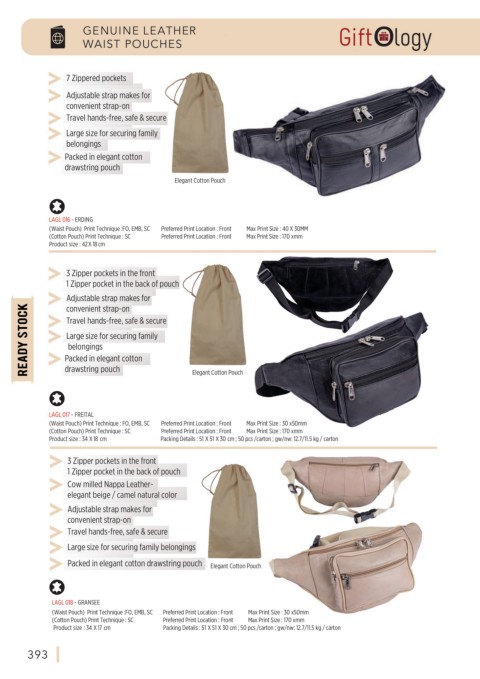 GENUINE LEATHER
WAIST POUCHES
GiftOlogy
7 Zippered pockets
Adjustable strap makes for
convenient strap-on
Travel hands-free, safe & secure
Large size for securing family
belongings
Packed in elegant cotton
drawstring pouch
Elegant Cotton Pouch
LAGL 016 - ERDING
(Waist Pouch) Print Technique :FO, EMB, SC Preferred Print Location : Front Max Print Size : 40 X 30MM
(Cotton Pouch) Print Technique : SC Preferred Print Location : Front Max Print Size : 170 xmm
Product size : 42 X 18 cm
3 Zipper pockets in the front
1 Zipper pocket in the back of pouch
Adjustable strap makes for
convenient strap-on
Travel hands-free, safe & secure
Large size for securing family
belongings
Packed in elegant cotton
drawstring pouch
Elegant Cotton Pouch
READY STOCK
LAGL 017 - FREITAL
(Waist Pouch) Print Technique : FO, EMB, SC Preferred Print Location : Front Max Print Size : 30 x50mm
(Cotton Pouch) Print Technique : SC Preferred Print Location : Front Max Print Size : 170 xmm
Product size : 34 X 18 cm Packing Details : 51 X 51 X 30 cm ; 50 pcs /carton ; gw/nw: 12.7/11.5 kg / carton
3 Zipper pockets in the front
1 Zipper pocket in the back of pouch
Cow milled Nappa Leather-
elegant beige / camel natural color
Adjustable strap makes for
convenient strap-on
Travel hands-free, safe & secure
Large size for securing family belongings
Packed in elegant cotton drawstring pouch
Elegant Cotton Pouch
LAGL 018 - GRANSEE
(Waist Pouch) Print Technique :FO, EMB, SC Preferred Print Location : Front Max Print Size : 30 x50mm
(Cotton Pouch) Print Technique : SC Preferred Print Location : Front Max Print Size : 170 xmm
Product size : 34 X 17 cm Packing Details : 51 X 51 X 30 cm ; 50 pcs /carton ; gw/nw: 12.7/11.5 kg / carton
393